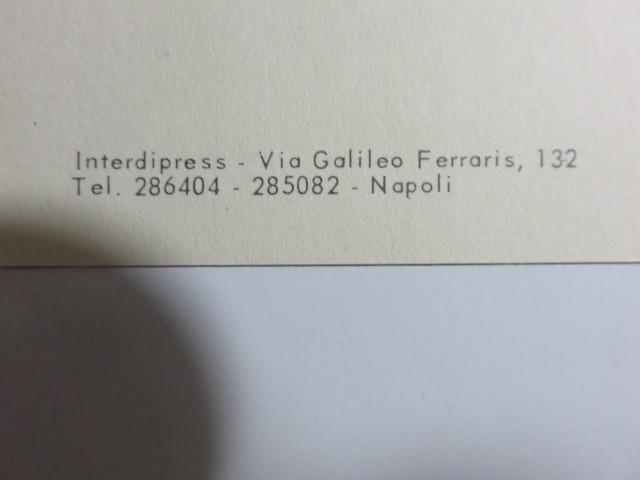 Interdipress - Via Galileo Ferraris, 132
Tel. 286404 - 285082 - Napoli